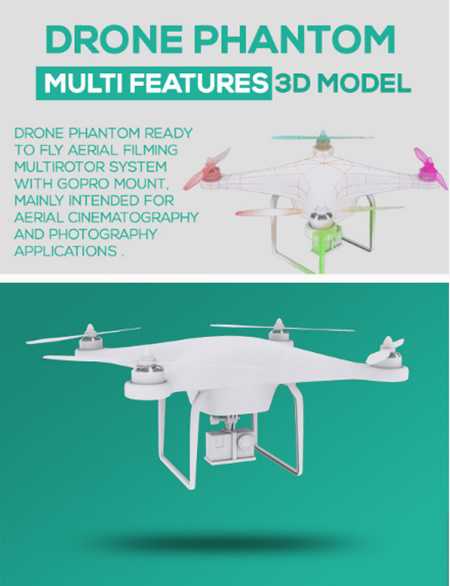 DRONE PHANTOM
MULTI FEATURES 3D MODEL
DRONE PHANTOM READY
TO FLY AERIAL FILMING
MULTIROTOR SYSTEM
WITH GOPRO MOUNT,
MAINLY INTENDED FOR
AERIAL CINEMATOGRAPHY
AND PHOTOGRAPHY
APPLICATIONS .